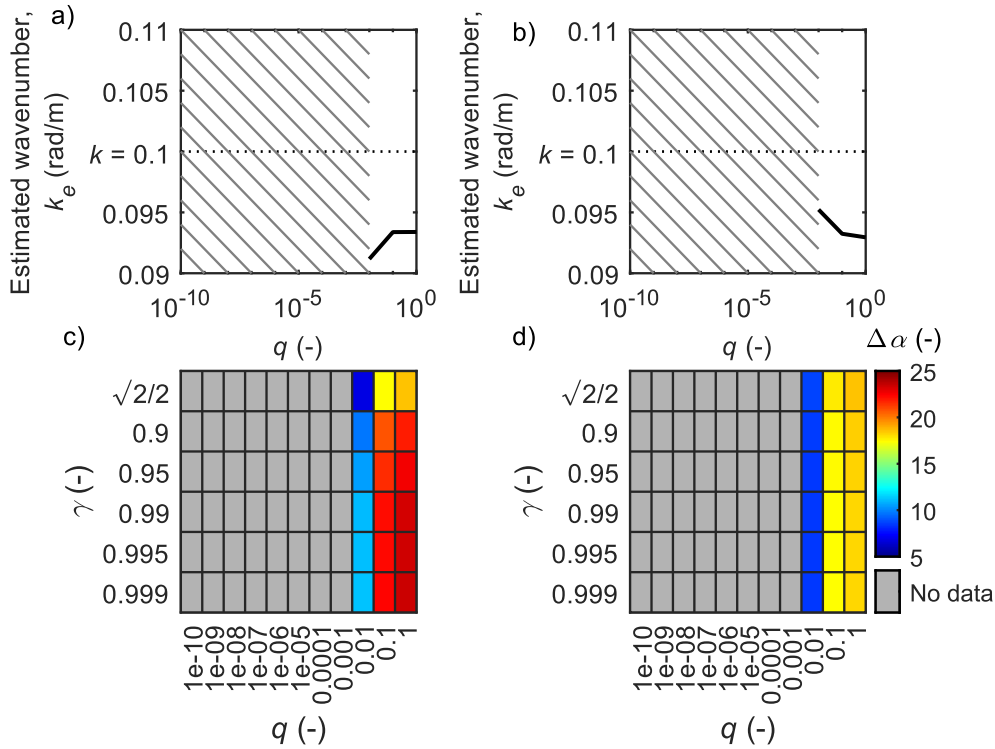 a)
Estimated wavenumber,
k_e (rad/m)
0.11
0.105
k = 0.1
0.095
0.09
10^-10
10^-5
10^0
q (-)
b)
Estimated wavenumber,
k_e (rad/m)
0.11
0.105
k = 0.1
0.095
0.09
10^-10
10^-5
10^0
q (-)
c)
γ (-)
√2/2
0.9
0.95
0.99
0.995
0.999
1e-10
1e-09
1e-08
1e-07
1e-06
1e-05
0.0001
0.001
0.01
0.1
1
q (-)
d)
γ (-)
√2/2
0.9
0.95
0.99
0.995
0.999
1e-10
1e-09
1e-08
1e-07
1e-06
1e-05
0.0001
0.001
0.01
0.1
1
q (-)
Δ α (-)
25
20
15
10
5
No data